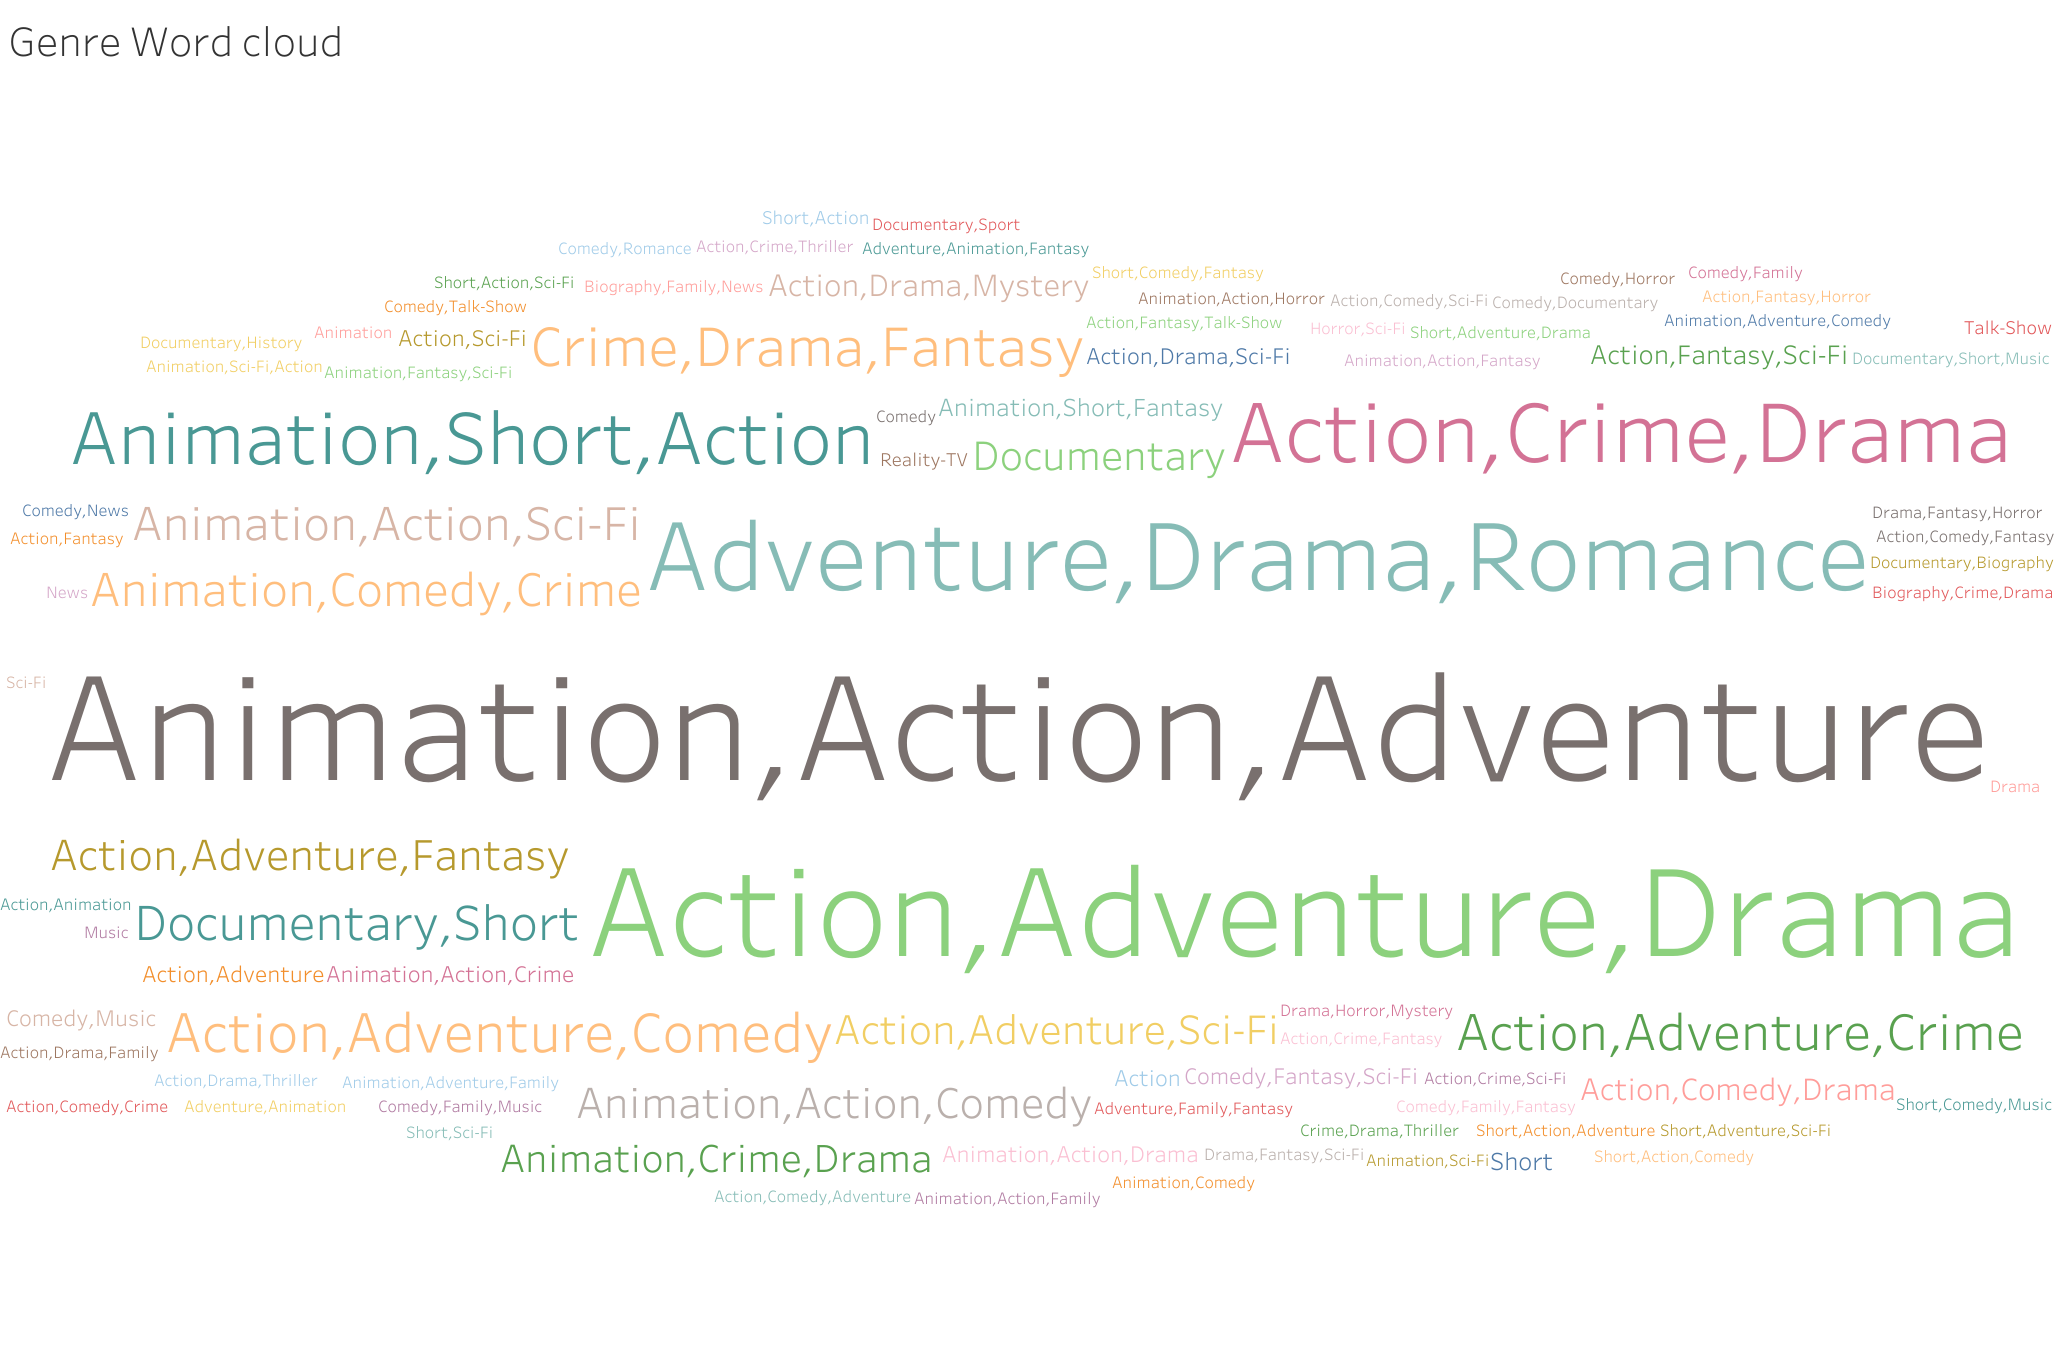 Genre Word cloud
Short,Action
Documentary,Sport
Comedy,Romance
Action,Crime,Thriller
Adventure,Animation,Fantasy
Short,Action,Sci-Fi
Biography,Family,News
Action,Drama,Mystery
Short,Comedy,Fantasy
Comedy,Horror
Comedy,Family
Comedy,Talk-Show
Animation,Action,Horror
Action,Comedy,Sci-Fi
Comedy,Documentary
Action,Fantasy,Horror
Documentary,History
Animation
Action,Sci-Fi
Crime,Drama,Fantasy
Action,Fantasy,Talk-Show
Horror,Sci-Fi
Short,Adventure,Drama
Animation,Adventure,Comedy
Talk-Show
Animation,Sci-Fi,Action
Animation,Fantasy,Sci-Fi
Action,Drama,Sci-Fi
Animation,Action,Fantasy
Action,Fantasy,Sci-Fi
Documentary,Short,Music
Animation,Short,Action
Comedy
Animation,Short,Fantasy
Action,Crime,Drama
Reality-TV
Documentary
Comedy,News
Animation,Action,Sci-Fi
Action,Fantasy
Adventure,Drama,Romance
Drama,Fantasy,Horror
Action,Comedy,Fantasy
Documentary,Biography
News
Animation,Comedy,Crime
Biography,Crime,Drama
Sci-Fi
Animation,Action,Adventure
Drama
Action,Adventure,Fantasy
Action,Animation
Documentary,Short
Action,Adventure,Drama
Music
Action,Adventure
Animation,Action,Crime
Comedy,Music
Action,Adventure,Comedy
Action,Adventure,Sci-Fi
Drama,Horror,Mystery
Action,Crime,Fantasy
Action,Adventure,Crime
Action,Drama,Family
Action,Drama,Thriller
Animation,Adventure,Family
Action
Comedy,Fantasy,Sci-Fi
Action,Crime,Sci-Fi
Action,Comedy,Drama
Action,Comedy,Crime
Adventure,Animation
Comedy,Family,Music
Animation,Action,Comedy
Adventure,Family,Fantasy
Comedy,Family,Fantasy
Short,Comedy,Music
Short,Sci-Fi
Crime,Drama,Thriller
Short,Action,Adventure
Short,Adventure,Sci-Fi
Animation,Crime,Drama
Animation,Action,Drama
Drama,Fantasy,Sci-Fi
Animation,Sci-Fi
Short
Short,Action,Comedy
Animation,Comedy
Action,Comedy,Adventure
Animation,Action,Family